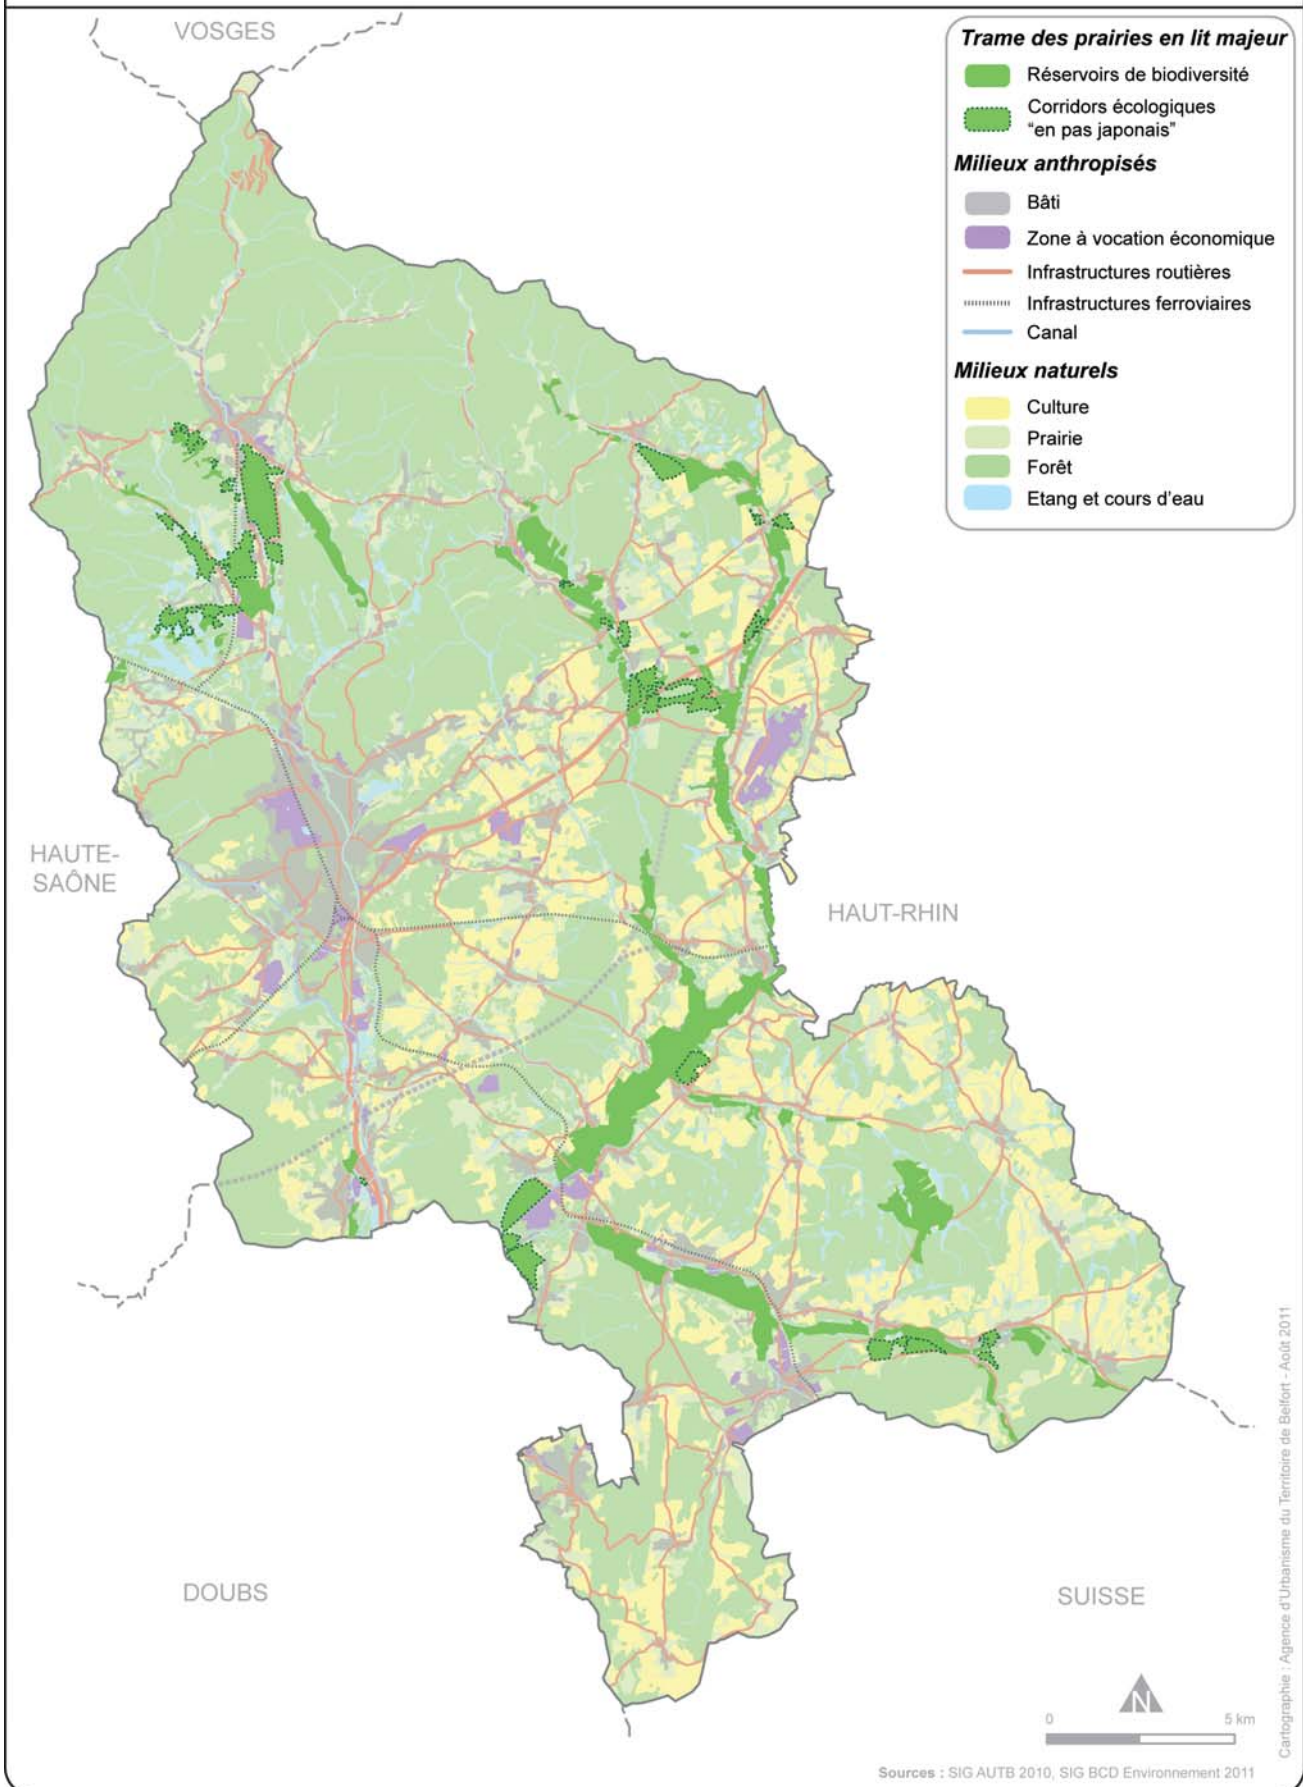 VOSGES
Trame des prairies en lit majeur
Réservoirs de biodiversité
Corridors écologiques
"en pas japonais"
Milieux anthropisés
Bâti
Zone à vocation économique
Infrastructures routières
Infrastructures ferroviaires
Canal
Milieux naturels
Culture
Prairie
Forêt
Etang et cours d'eau
HAUTE-
SAÔNE
HAUT-RHIN
DOUBS
SUISSE
N
0 5 km
Sources : SIG AUTB 2010, SIG BCD Environnement 2011
Cartographie : Agence d'Urbanisme du Territoire de Belfort - Août 2011